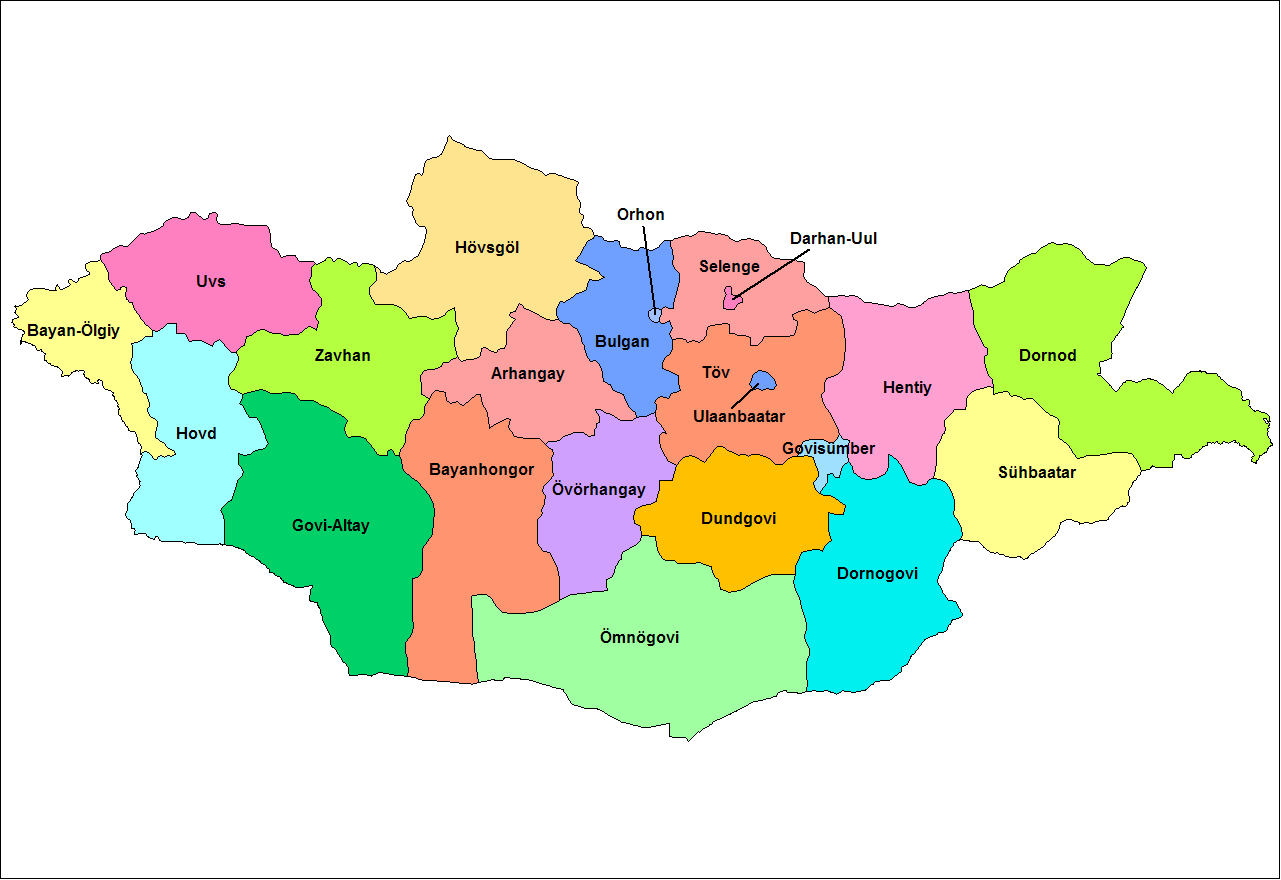 Orhon
Darhan-Uul
Hövsgöl
Selenge
Uvs
Bayan-Ölgiy
Bulgan
Zavhan
Dornod
Arhangay
Töv
Hentiy
Ulaanbaatar
Hovd
Govisümber
Bayanhongor
Sühbaatar
Övörhangay
Dundgovi
Govi-Altay
Dornogovi
Ömnögovi